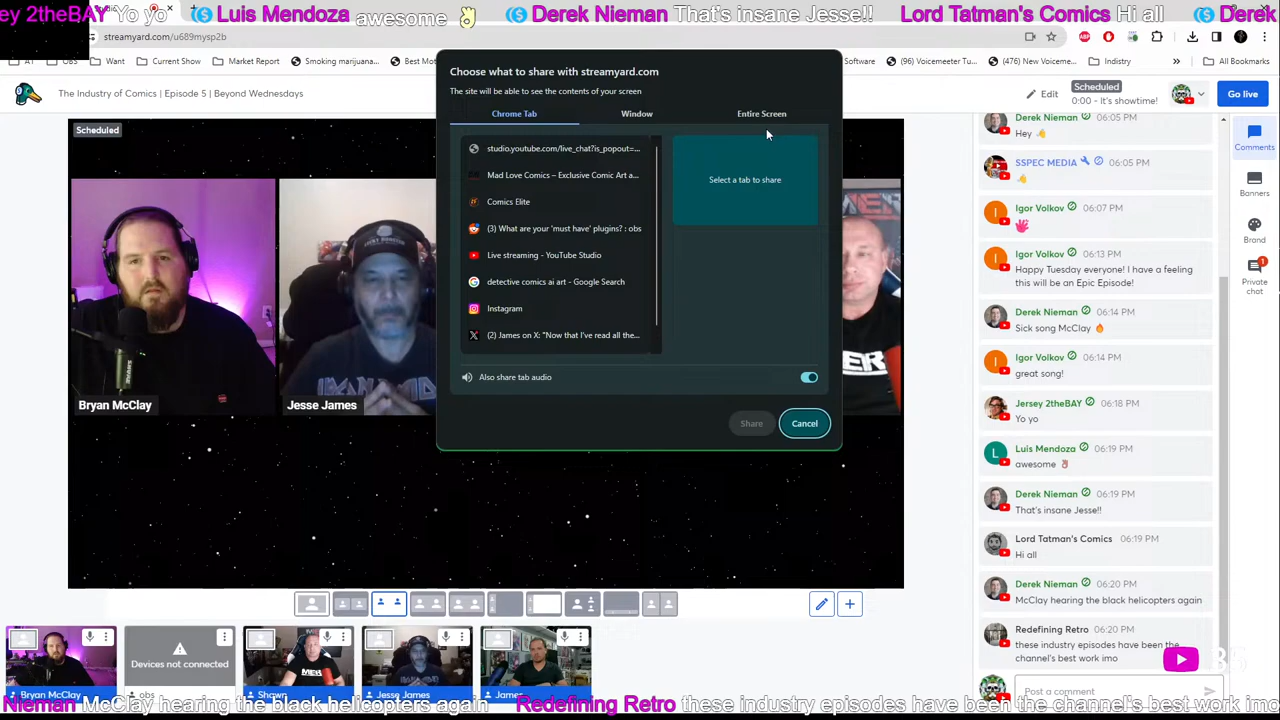 ey 2theBAY Yo yo Luis Mendoza awesome Derek Nieman That's insane Jesse!! Lord Tatman's Comics Hi all Derek
streamyard.com/u689mysp2b
AT OBS Want Current Show Market Report Smoking marijuana... Best Mot
(96) Voicemeeter Tu... (476) New Voicemeet... Indistry >> All Bookmarks
The Industry of Comics | Episode 5 | Beyond Wednesdays
Edit
Scheduled
0:00 - It's showtime!
Go live
Scheduled
Choose what to share with streamyard.com
The site will be able to see the contents of your screen
Chrome Tab Window Entire Screen
studio.youtube.com/live_chat?is_popout=...
Mad Love Comics – Exclusive Comic Art a...
Comics Elite
(3) What are your 'must have' plugins? : obs
Live streaming - YouTube Studio
detective comics ai art - Google Search
Instagram
(2) James on X: "Now that I've read all the...
Select a tab to share
Also share tab audio
Share Cancel
Bryan McClay
Jesse James
Derek Nieman 06:05 PM
Hey
SSPEC MEDIA 06:05 PM
Igor Volkov 06:07 PM
Igor Volkov 06:13 PM
Happy Tuesday everyone! I have a feeling
this will be an Epic Episode!
Derek Nieman 06:14 PM
Sick song McClay
Igor Volkov 06:14 PM
great song!
Jersey 2theBAY 06:18 PM
Yo yo
Luis Mendoza 06:19 PM
awesome
Derek Nieman 06:19 PM
That's insane Jesse!!
Lord Tatman's Comics 06:19 PM
Hi all
Derek Nieman 06:20 PM
McClay hearing the black helicopters again
Redefining Retro 06:20 PM
these industry episodes have been the
channel's best work imo
Post a comment
Comments
Banners
Brand
1
Private
chat
MER
IRON MAIDEN
Devices not connected
Bryan McClay
obs
Shawn
Jesse James
James
Nieman McClay hearing the black helicopters again Redefining Retro these industry episodes have been the channel's best work imo